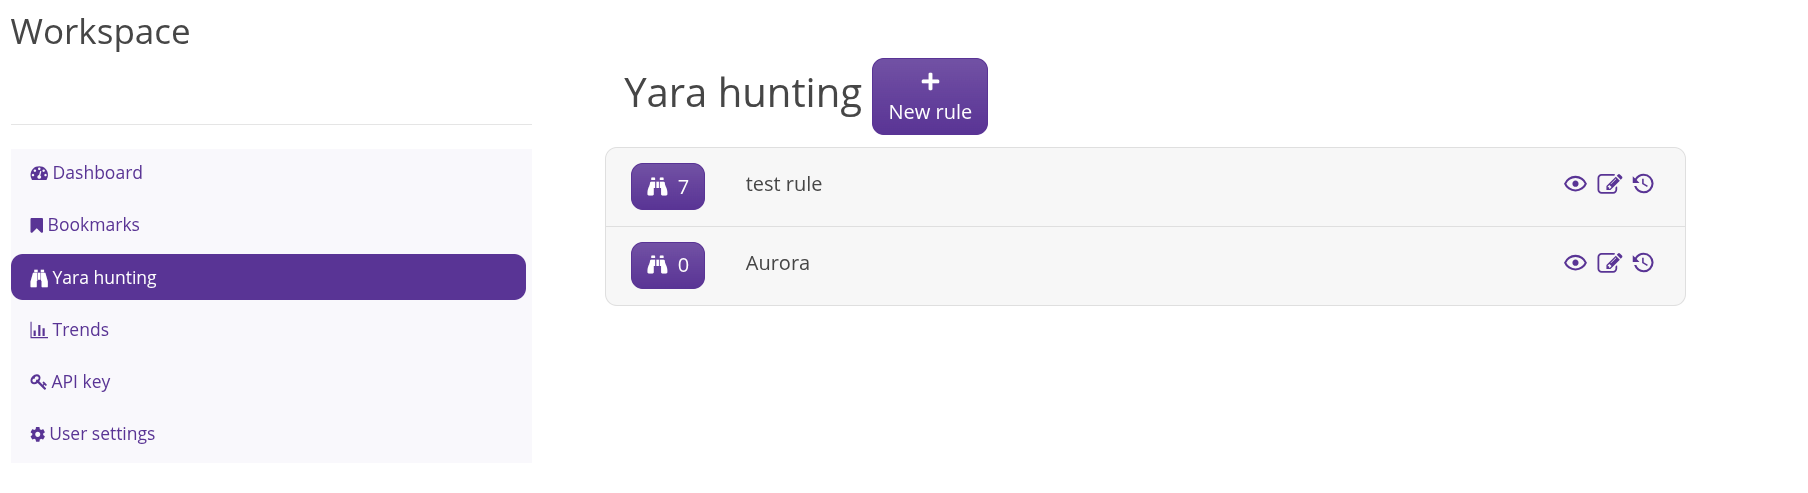 Workspace
Dashboard
Bookmarks
Yara hunting
Trends
API key
User settings
Yara hunting
New rule
7 test rule
0 Aurora